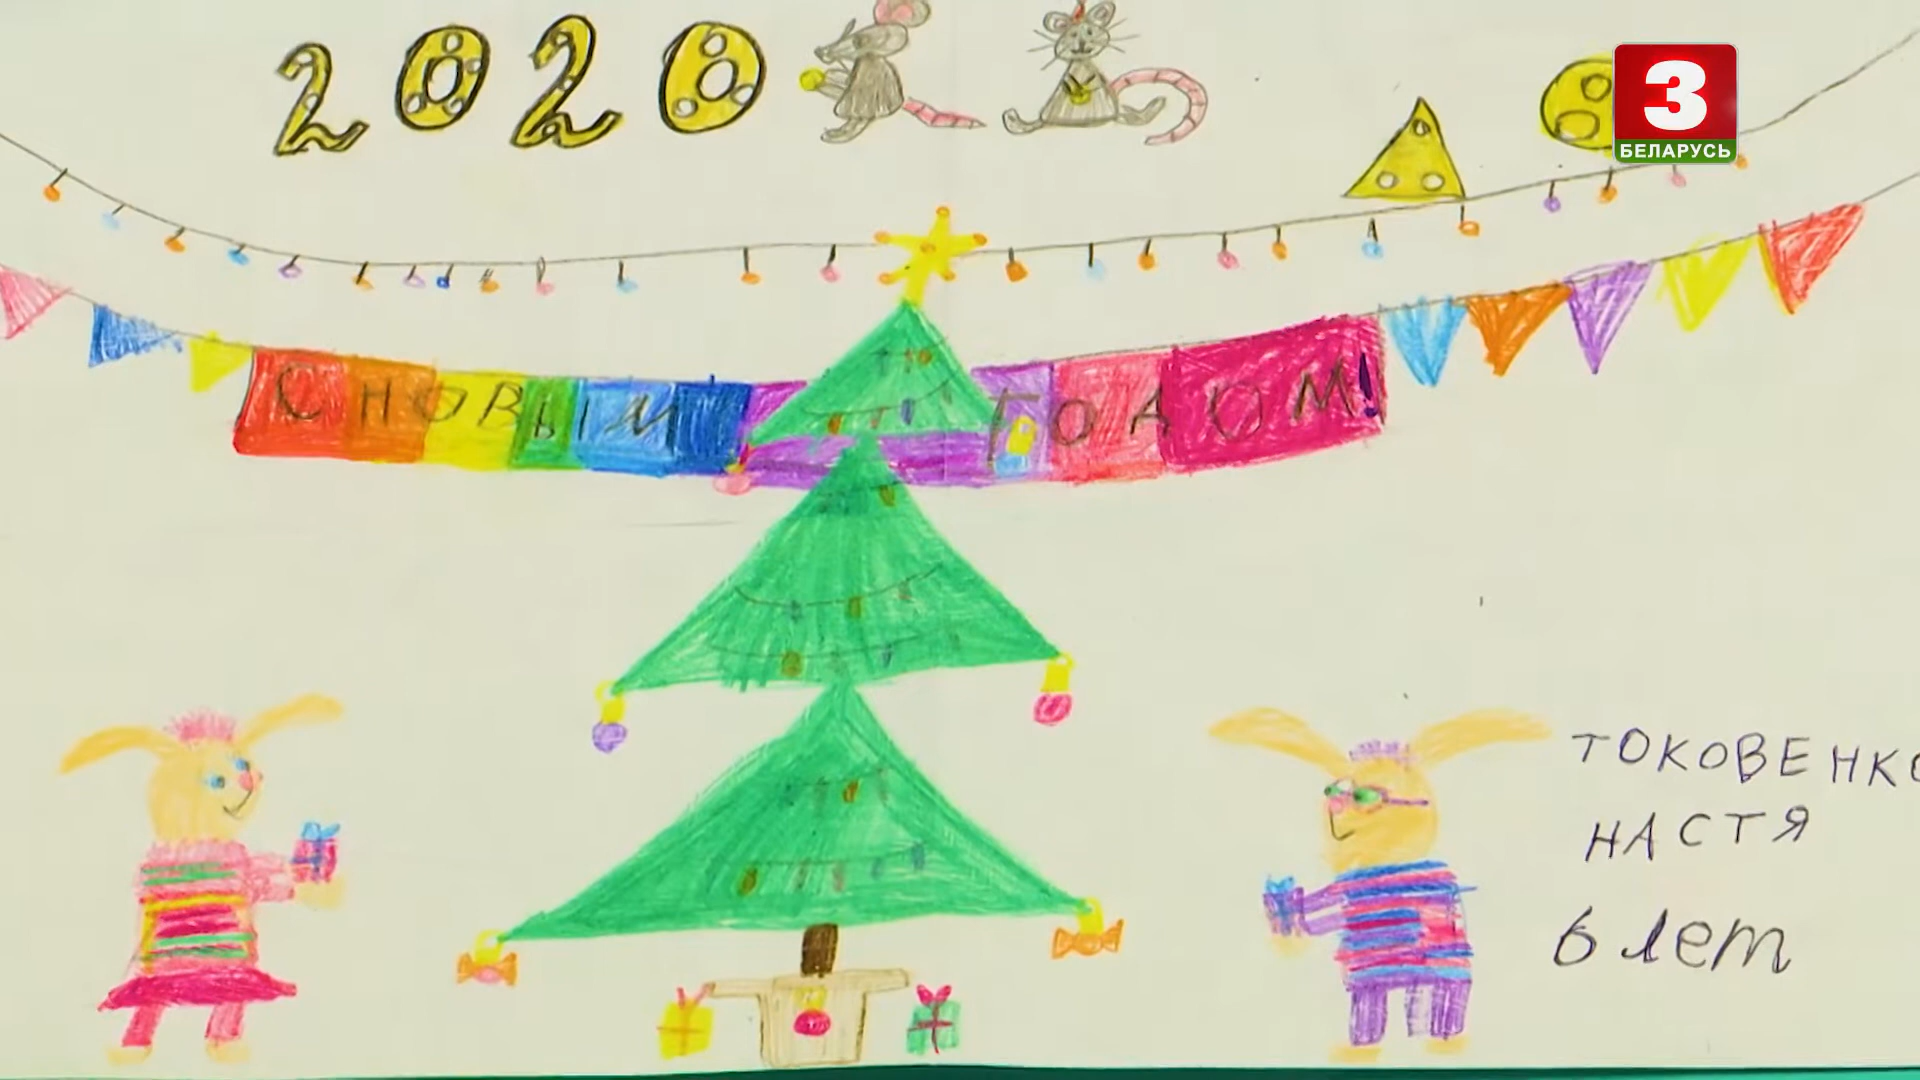 2020
3
БЕЛАРУСЬ
С НОВЫМ ГОДОМ!
ТОКОВЕНКО
НАСТЯ
6 лет